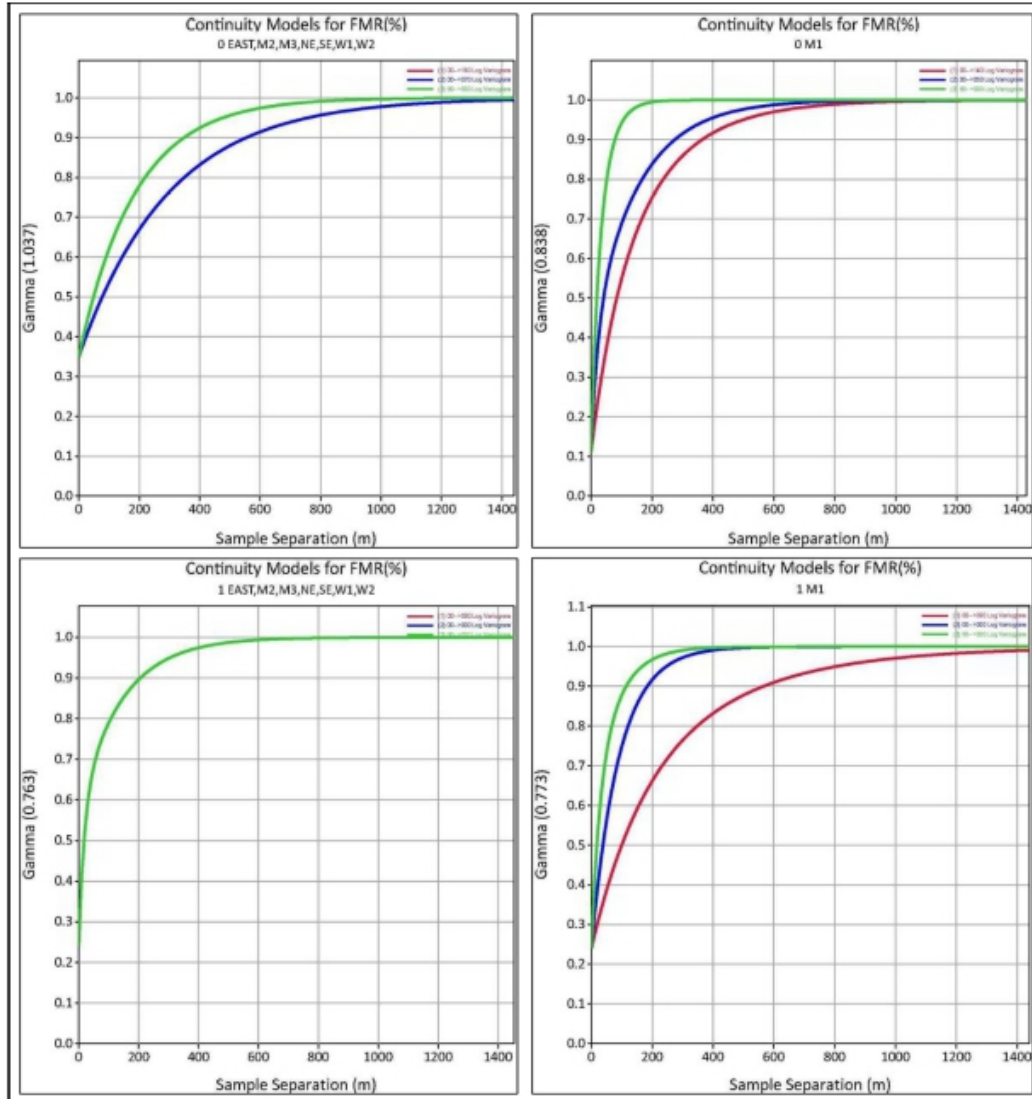 Continuity Models for FMR(%)
0 EAST,M2,M3,NE,SE,W1,W2
1.0
0.9
0.8
0.7
0.6
0.5
0.4
0.3
0.2
0.1
0.0
Gamma (1.037)
0 200 400 600 800 1000 1200 1400
Sample Separation (m)
Continuity Models for FMR(%)
0 M1
1.0
0.9
0.8
0.7
0.6
0.5
0.4
0.3
0.2
0.1
0.0
Gamma (0.838)
0 200 400 600 800 1000 1200 1400
Sample Separation (m)
Continuity Models for FMR(%)
1 EAST,M2,M3,NE,SE,W1,W2
1.0
0.9
0.8
0.7
0.6
0.5
0.4
0.3
0.2
0.1
0.0
Gamma (0.763)
0 200 400 600 800 1000 1200 1400
Sample Separation (m)
Continuity Models for FMR(%)
1 M1
1.1
1.0
0.9
0.8
0.7
0.6
0.5
0.4
0.3
0.2
0.1
0.0
Gamma (0.773)
0 200 400 600 800 1000 1200 1400
Sample Separation (m)